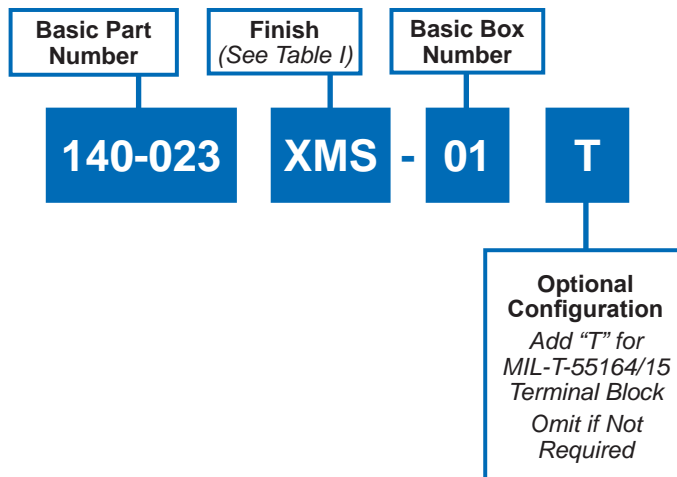 Basic Part
Number
Finish
(See Table I)
Basic Box
Number
140-023
XMS
-
01
T
Optional
Configuration
Add “T” for
MIL-T-55164/15
Terminal Block
Omit if Not
Required